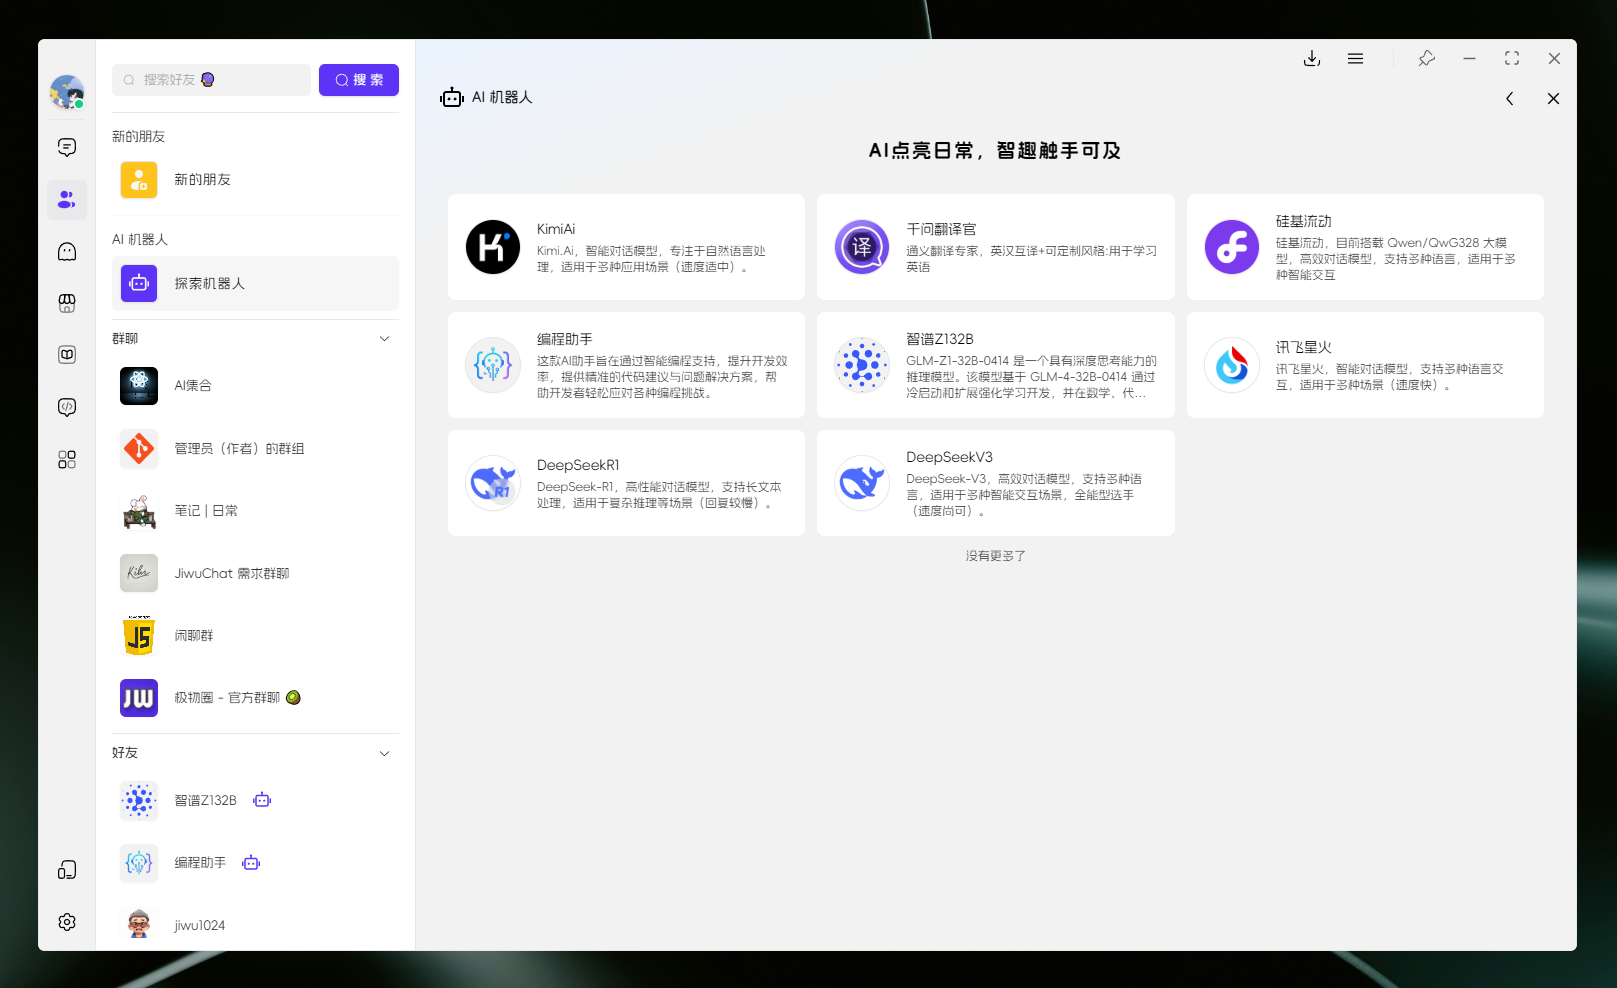 搜索好友
搜索
新的朋友
新的朋友
AI 机器人
探索机器人
群聊
AI集合
管理员（作者）的群组
笔记 | 日常
Kibs
JiwuChat 需求群聊
JS
闲聊群
JW
极物圈 - 官方群聊
好友
智谱Z132B
编程助手
jiwu1024
AI 机器人
AI点亮日常，智趣触手可及
KimiAi
Kimi.Ai，智能对话模型，专注于自然语言处
理，适用于多种应用场景（速度适中）。
译
千问翻译官
通义翻译专家，英汉互译+可定制风格:用于学习
英语
硅基流动
硅基流动，目前搭载 Qwen/QwG328 大模
型，高效对话模型，支持多种语言，适用于多
种智能交互
编程助手
这款AI助手旨在通过智能编程支持，提升开发效
率，提供精准的代码建议与问题解决方案，帮
助开发者轻松应对各种编程挑战。
智谱Z132B
GLM-Z1-32B-0414 是一个具有深度思考能力的
推理模型。该模型基于 GLM-4-32B-0414 通过
冷启动和扩展强化学习开发，并在数学、代...
讯飞星火
讯飞星火，智能对话模型，支持多种语言交
互，适用于多种场景（速度快）。
R1
DeepSeekR1
DeepSeek-R1，高性能对话模型，支持长文本
处理，适用于复杂推理等场景（回复较慢）。
DeepSeekV3
DeepSeek-V3，高效对话模型，支持多种语
言，适用于多种智能交互场景，全能型选手
（速度尚可）。
没有更多了